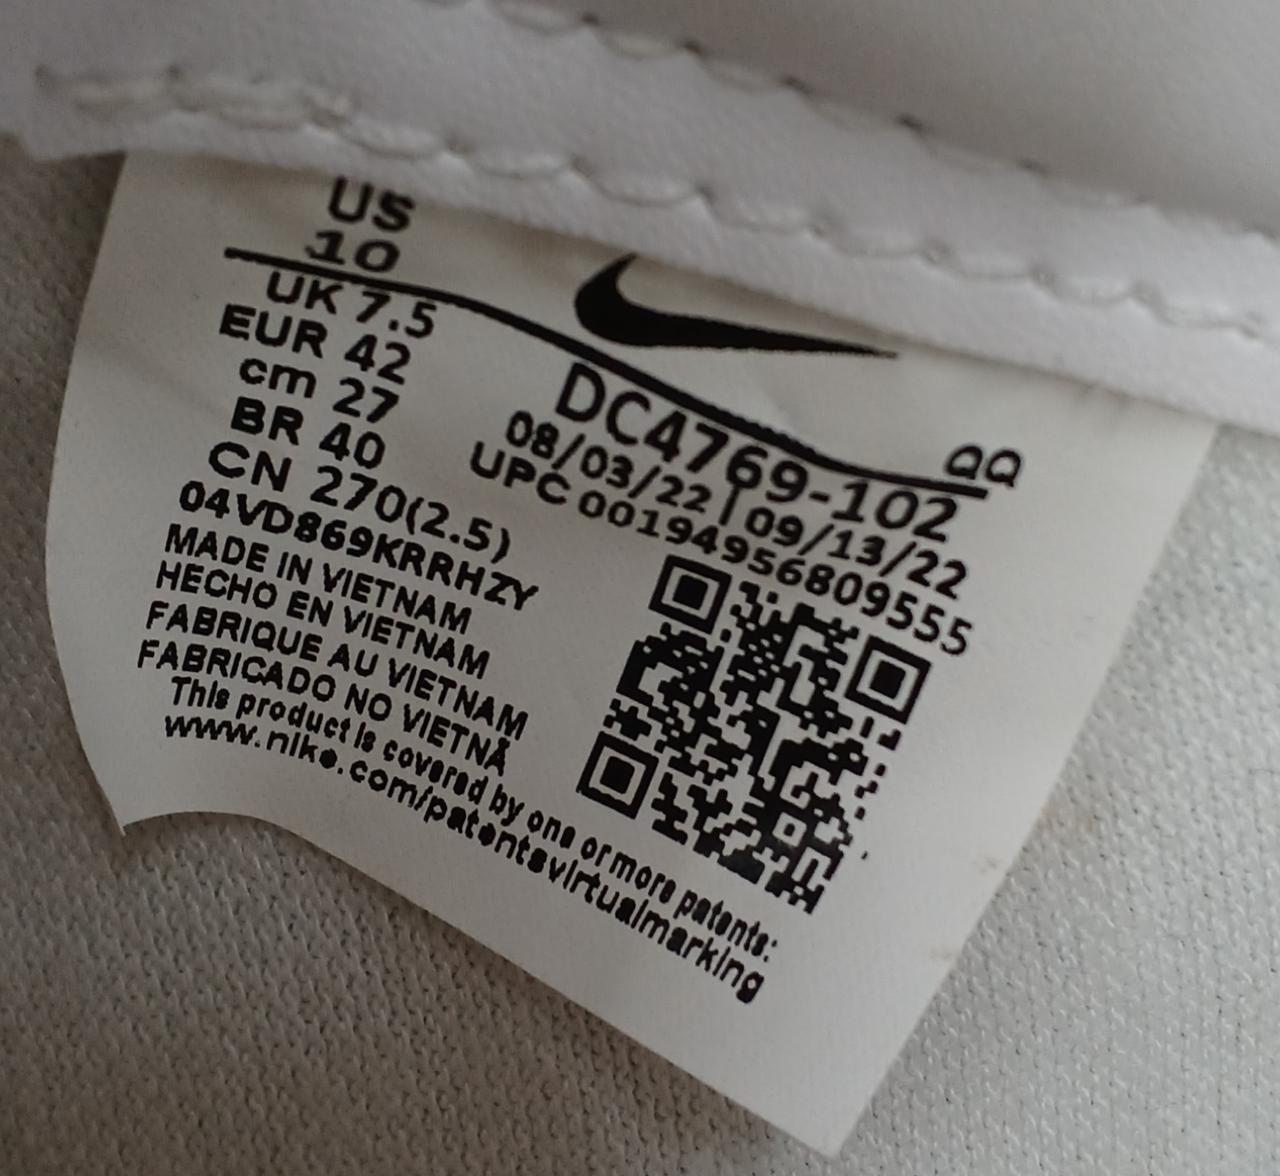 US
10
UK 7.5
EUR 42
cm 27
BR 40
CN 270(2.5)
04VD869KRRHZY
MADE IN VIETNAM
HECHO EN VIETNAM
FABRIQUE AU VIETNAM
FABRICADO NO VIETNÃ
This product is covered by one or more patents:
www.nike.com/patentsvirtualmarking
QQ
DC4769-102
08/03/22 | 09/13/22
UPC 00194956809555